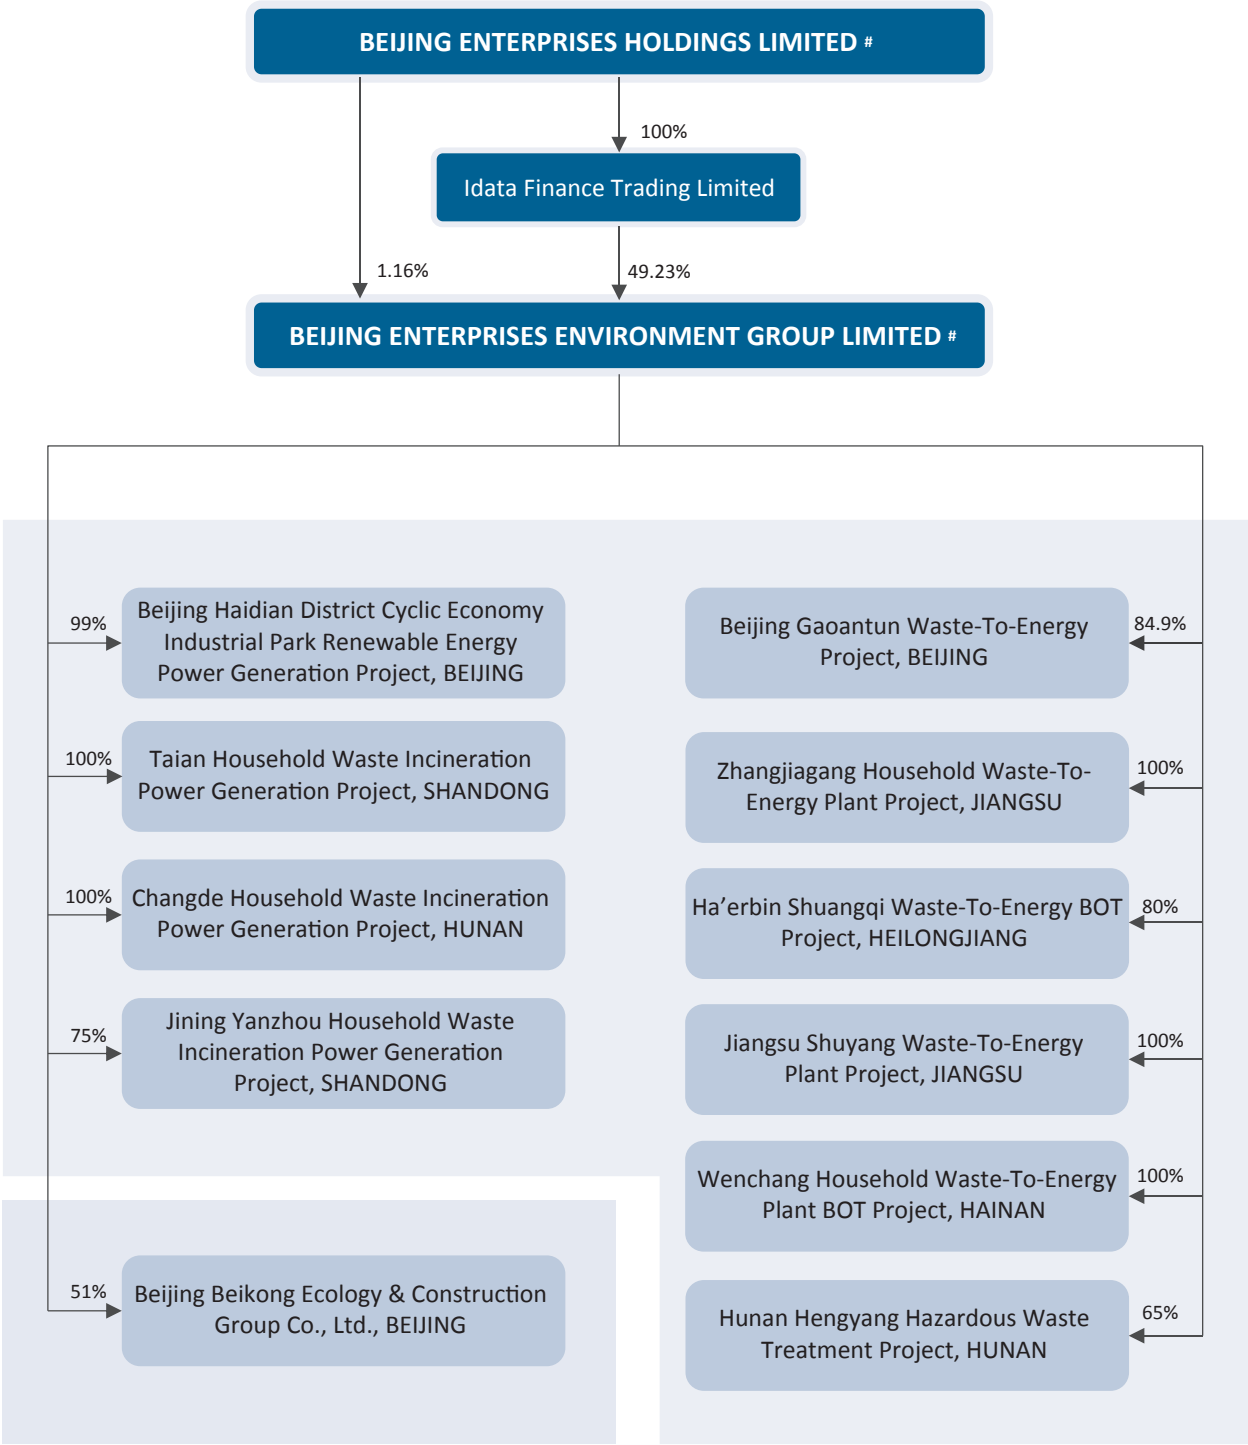 BEIJING ENTERPRISES HOLDINGS LIMITED #
100%
Idata Finance Trading Limited
1.16%
49.23%
BEIJING ENTERPRISES ENVIRONMENT GROUP LIMITED #
99%
Beijing Haidian District Cyclic Economy
Industrial Park Renewable Energy
Power Generation Project, BEIJING
100%
Taian Household Waste Incineration
Power Generation Project, SHANDONG
100%
Changde Household Waste Incineration
Power Generation Project, HUNAN
75%
Jining Yanzhou Household Waste
Incineration Power Generation
Project, SHANDONG
51%
Beijing Beikong Ecology & Construction
Group Co., Ltd., BEIJING
Beijing Gaoantun Waste-To-Energy
Project, BEIJING
84.9%
Zhangjiagang Household Waste-To-
Energy Plant Project, JIANGSU
100%
Ha’erbin Shuangqi Waste-To-Energy BOT
Project, HEILONGJIANG
80%
Jiangsu Shuyang Waste-To-Energy
Plant Project, JIANGSU
100%
Wenchang Household Waste-To-Energy
Plant BOT Project, HAINAN
100%
Hunan Hengyang Hazardous Waste
Treatment Project, HUNAN
65%